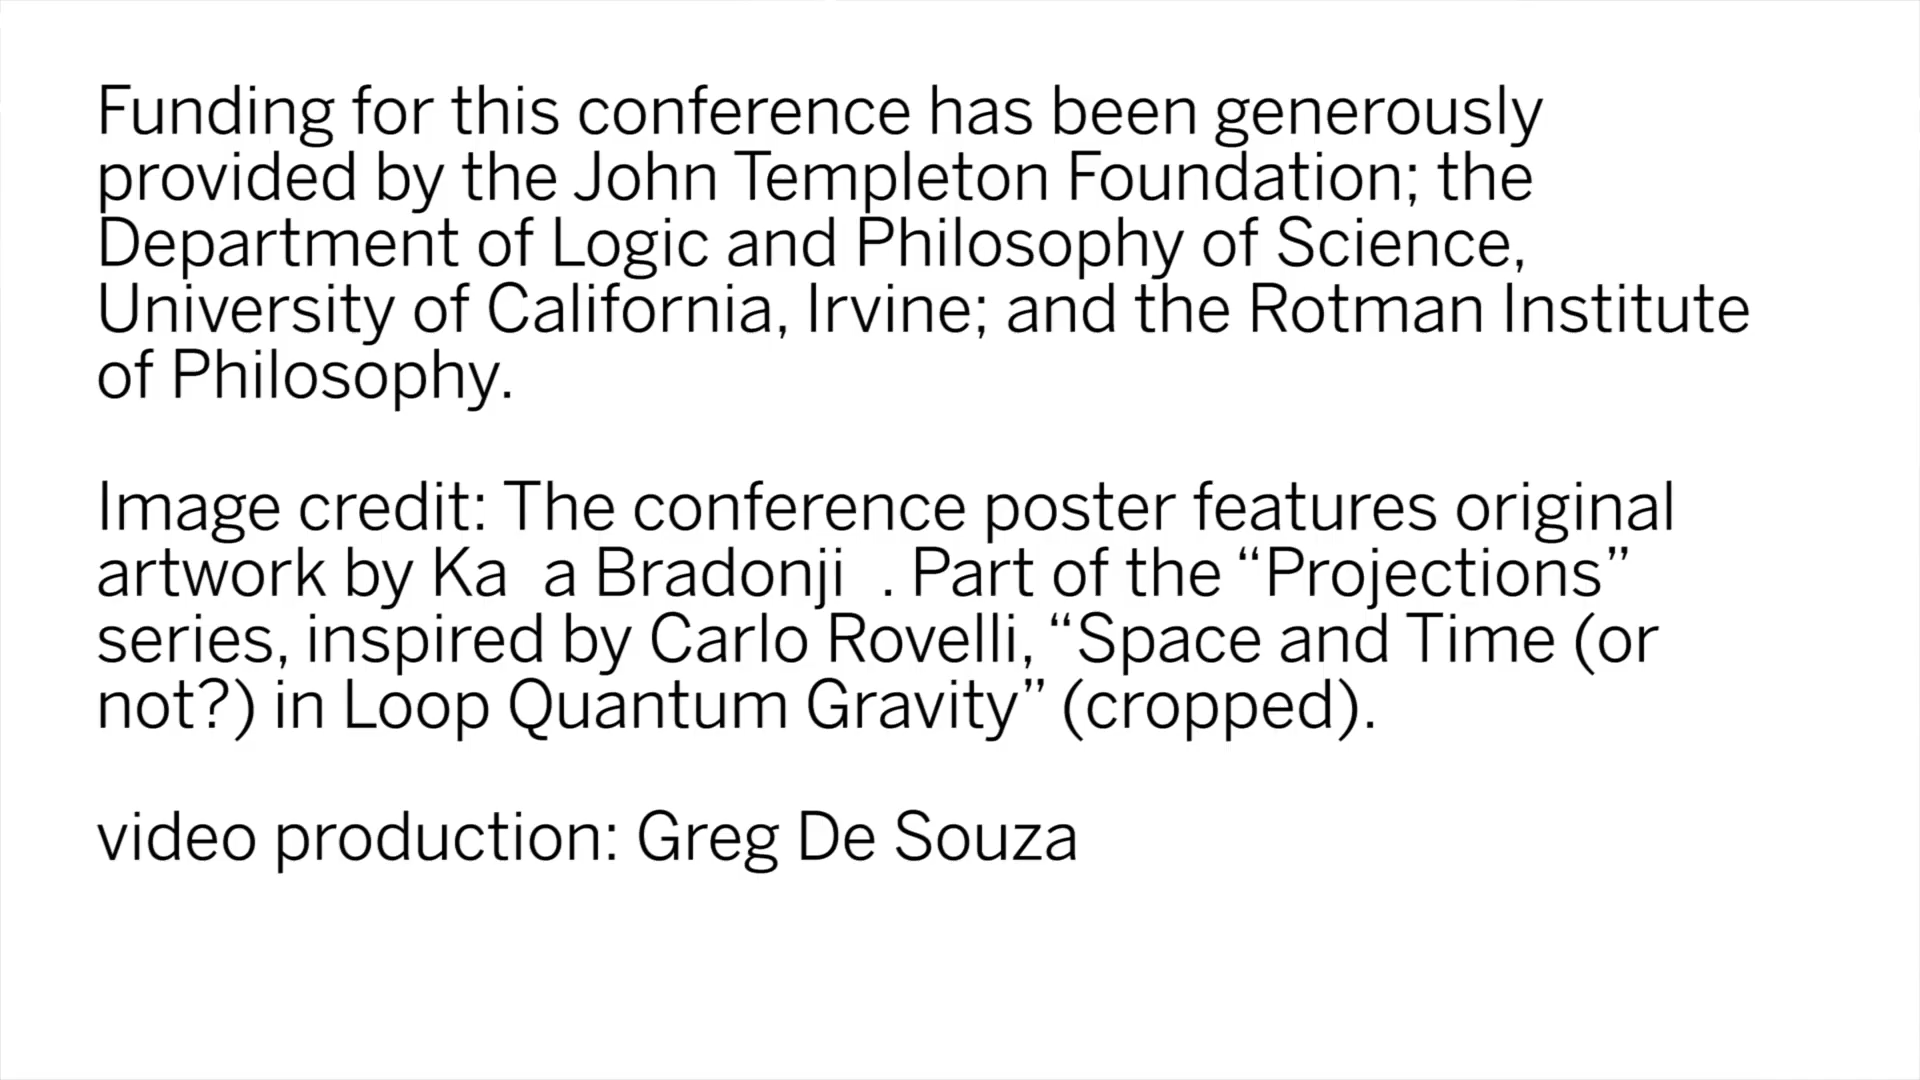 Funding for this conference has been generously
provided by the John Templeton Foundation; the
Department of Logic and Philosophy of Science,
University of California, Irvine; and the Rotman Institute
of Philosophy.
Image credit: The conference poster features original
artwork by Ka  a Bradonji  . Part of the “Projections”
series, inspired by Carlo Rovelli, “Space and Time (or
not?) in Loop Quantum Gravity” (cropped).
video production: Greg De Souza